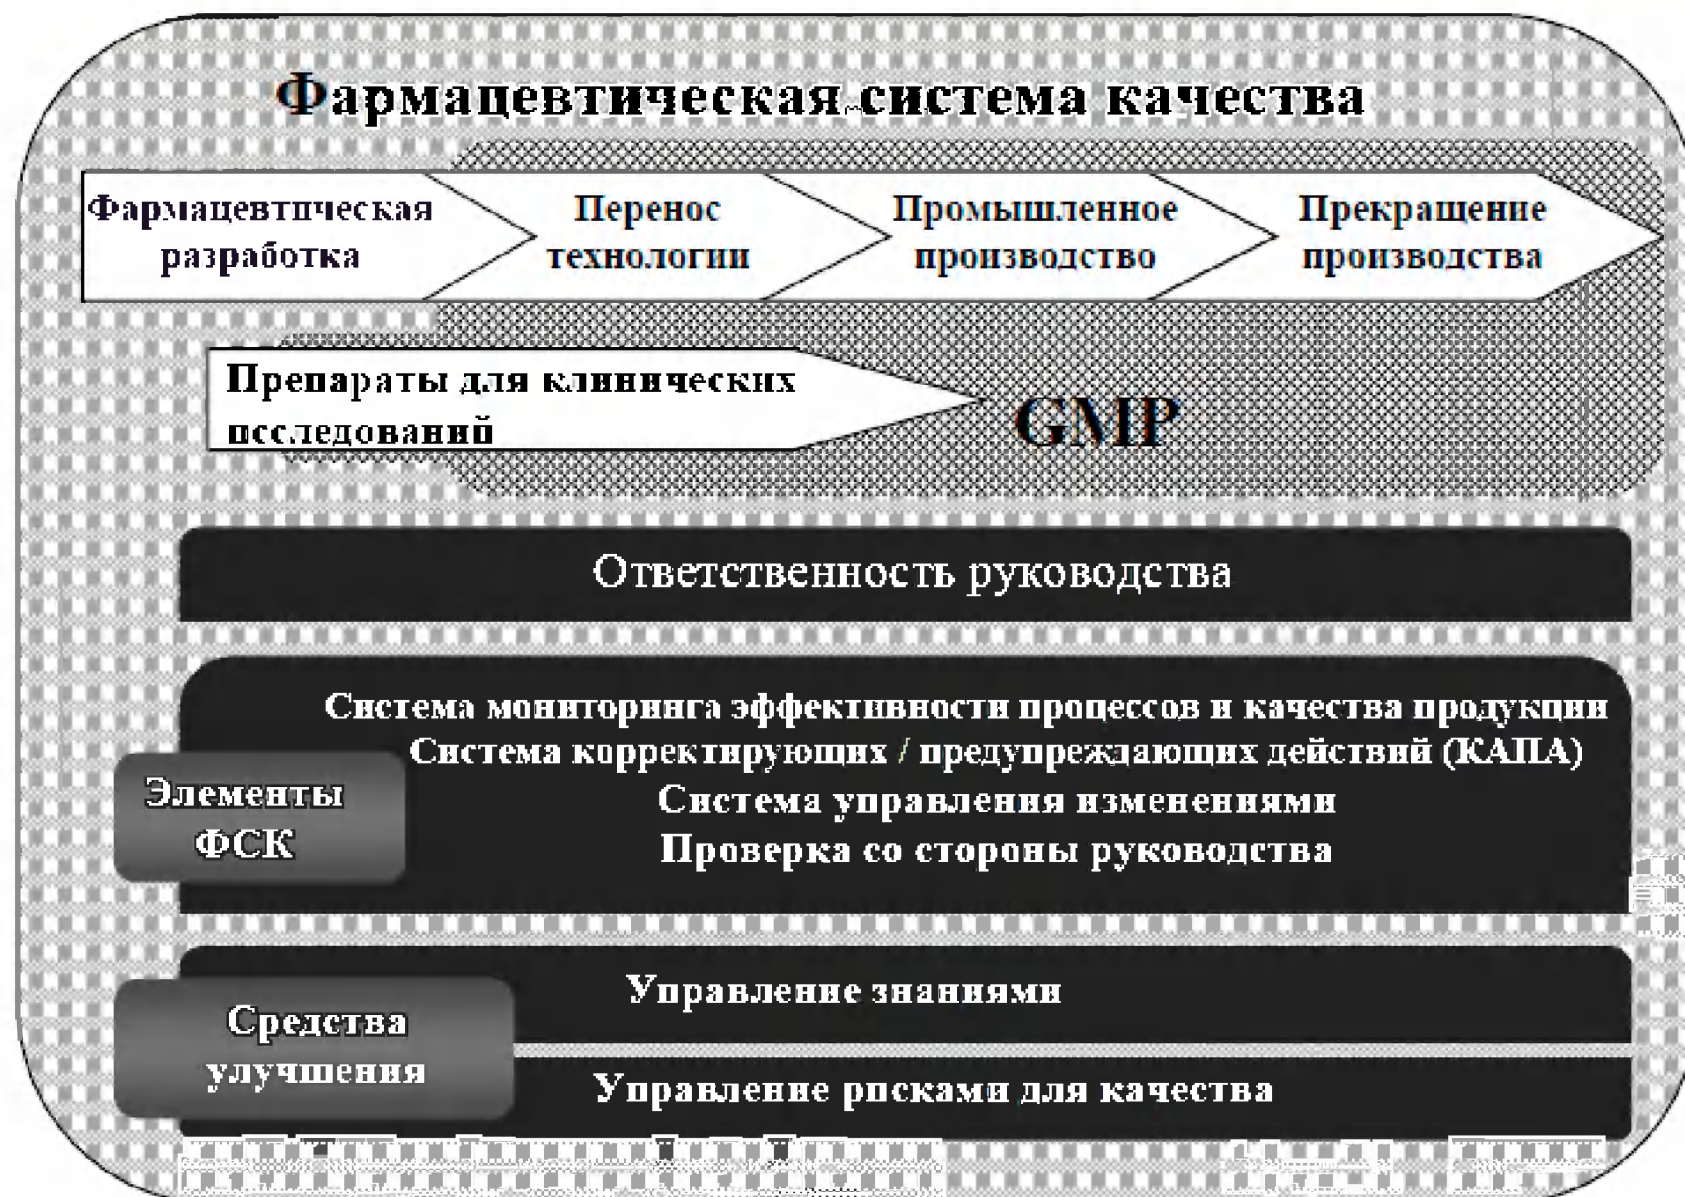 Фармацевтическая система качества
Фармацевтическая
разработка
Перенос
технологии
Промышленное
производство
Прекращение
производства
Препараты для клинических
исследований
GMP
Ответственность руководства
Система мониторинга эффективности процессов и качества продукции
Система корректирующих / предупреждающих действий (КАПА)
Система управления изменениями
Проверка со стороны руководства
Элементы
ФСК
Средства
улучшения
Управление знаниями
Управление рисками для качества